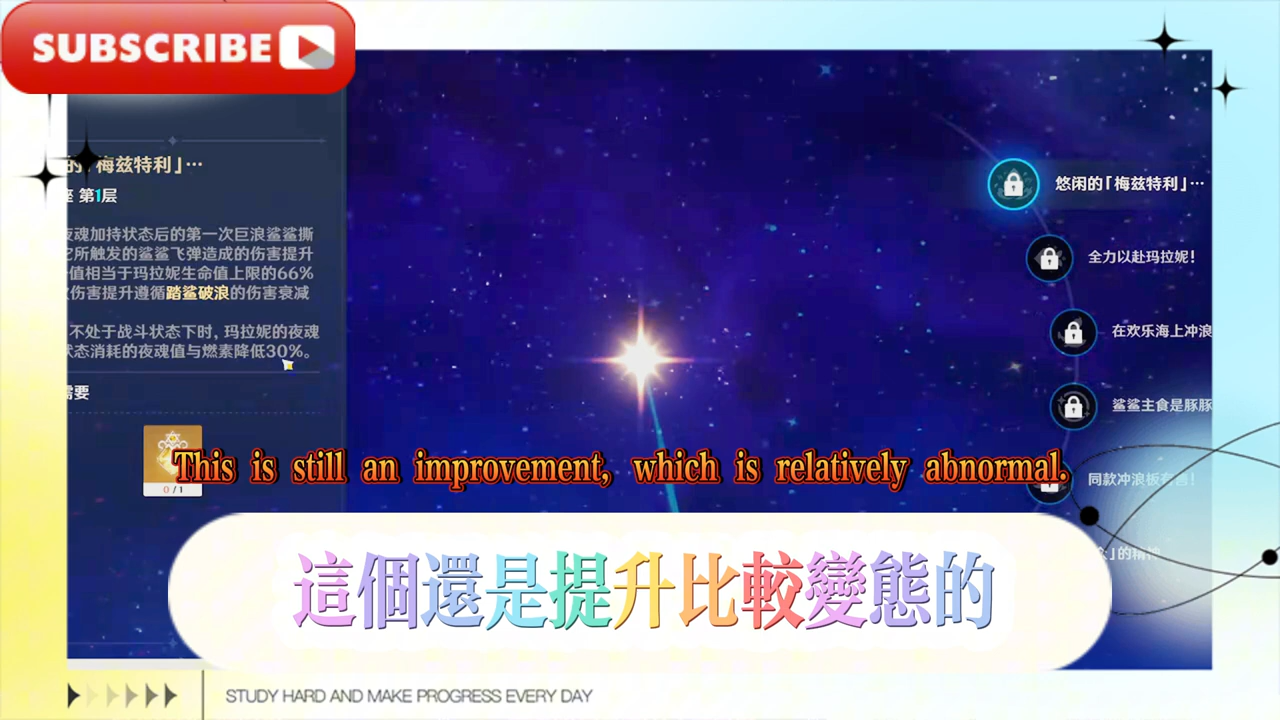 SUBSCRIBE
的「梅兹特利」…
座 第1层
夜魂加持状态后的第一次巨浪鲨鲨撕
它所触发的鲨鲨飞弹造成的伤害提升
值相当于玛拉妮生命值上限的66%
伤害提升遵循踏鲨破浪的伤害衰减
不处于战斗状态下时，玛拉妮的夜魂
状态消耗的夜魂值与燃素降低30%。
需要
0 / 1
悠闲的「梅兹特利」…
全力以赴玛拉妮！
在欢乐海上冲浪
鲨鲨主食是豚豚
同款冲浪板有售！
」的精神
This is still an improvement, which is relatively abnormal.
這個還是提升比較變態的
STUDY HARD AND MAKE PROGRESS EVERY DAY